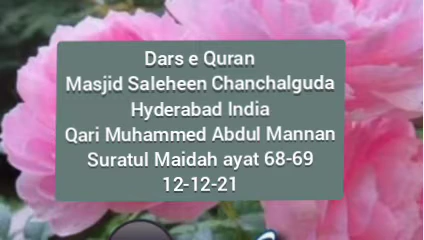 Dars e Quran
Masjid Saleheen Chanchalguda
Hyderabad India
Qari Muhammed Abdul Mannan
Suratul Maidah ayat 68-69
12-12-21